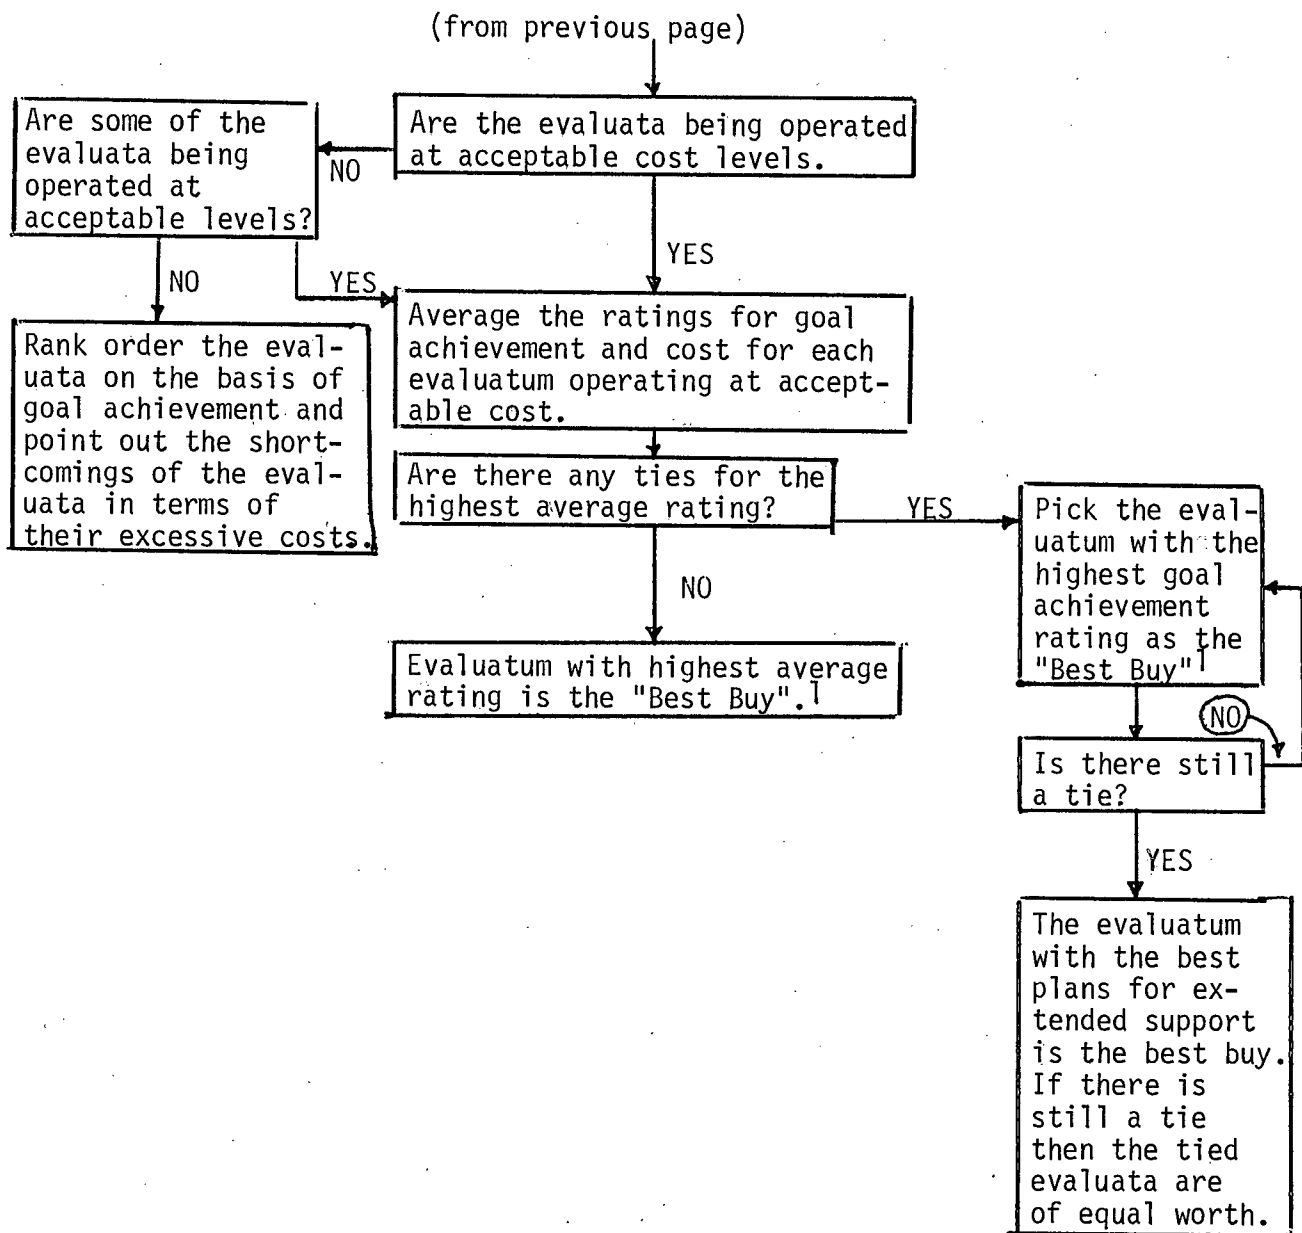 (from previous page)
Are the evaluata being operated
at acceptable cost levels.
Are some of the
evaluata being
operated at
acceptable levels?
NO
YES
NO
YES
Rank order the eval-
uata on the basis of
goal achievement and
point out the short-
comings of the eval-
uata in terms of
their excessive costs.
Average the ratings for goal
achievement and cost for each
evaluatum operating at accept-
able cost.
Are there any ties for the
highest average rating?
YES
NO
Evaluatum with highest average
rating is the "Best Buy".1
Pick the eval-
uatum with the
highest goal
achievement
rating as the
"Best Buy"1
NO
Is there still
a tie?
YES
The evaluatum
with the best
plans for ex-
tended support
is the best buy.
If there is
still a tie
then the tied
evaluata are
of equal worth.